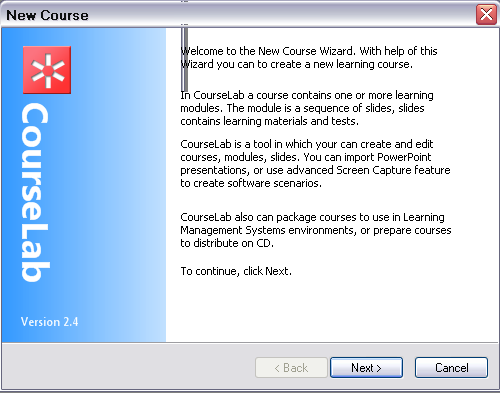 New Course
Welcome to the New Course Wizard. With help of this
Wizard you can to create a new learning course.
In CourseLab a course contains one or more learning
modules. The module is a sequence of slides, slides
contains learning materials and tests.
CourseLab is a tool in which your can create and edit
courses, modules, slides. You can import PowerPoint
presentations, or use advanced Screen Capture feature
to create software scenarios.
CourseLab also can package courses to use in Learning
Management Systems environments, or prepare courses
to distribute on CD.
To continue, click Next.
CourseLab
Version 2.4
< Back
Next >
Cancel